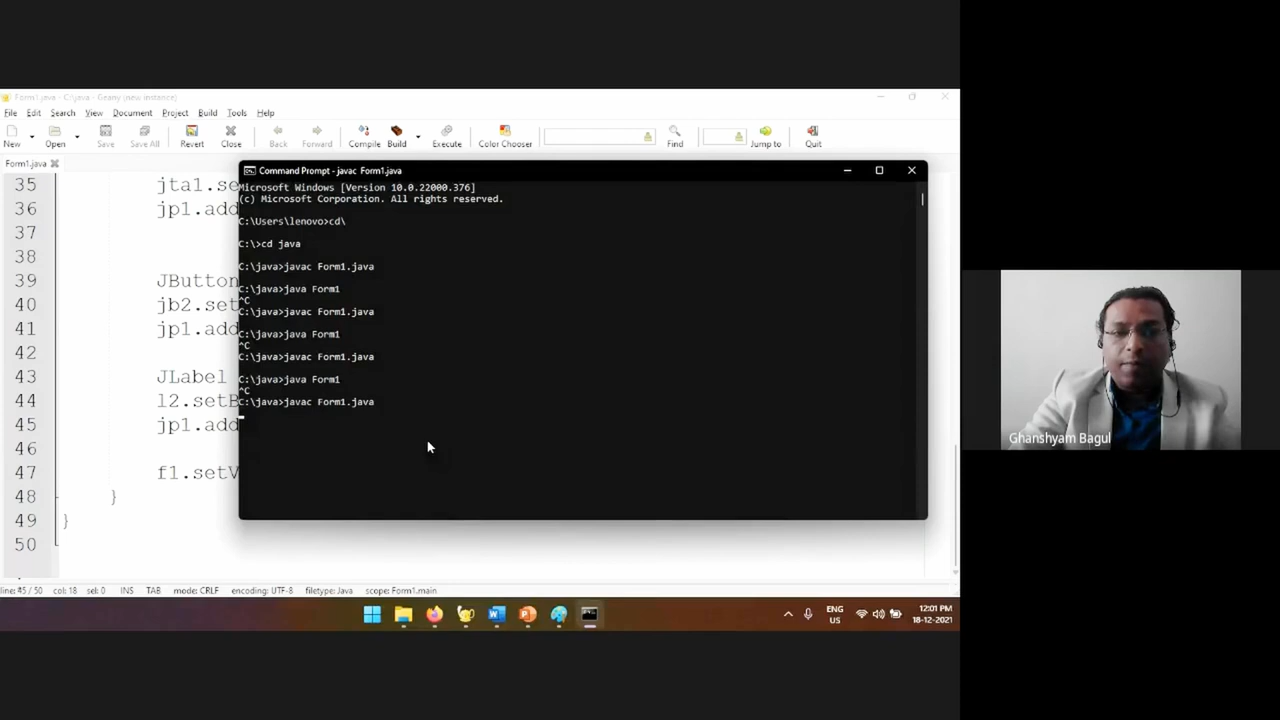 Form1.java - C:\java - Geany (new instance)
File Edit Search View Document Project Build Tools Help
New Open Save Save All Revert Close Back Forward Compile Build Execute Color Chooser Find Jump to Quit
Form1.java
Command Prompt - javac Form1.java
Microsoft Windows [Version 10.0.22000.376]
(c) Microsoft Corporation. All rights reserved.
C:\Users\lenovo>cd\
C:\>cd java
C:\java>javac Form1.java
C:\java>java Form1
^C
C:\java>javac Form1.java
C:\java>java Form1
^C
C:\java>javac Form1.java
C:\java>java Form1
^C
C:\java>javac Form1.java
35 jta1.se
36 jp1.add
37
38
39 JButton
40 jb2.set
41 jp1.add
42
43 JLabel
44 l2.setB
45 jp1.add
46
47 f1.setV
48 }
49 }
50
line: 45 / 50 col: 18 sel: 0 INS TAB mode: CRLF encoding: UTF-8 filetype: Java scope: Form1.main
ENG
US
12:01 PM
18-12-2021
Ghanshyam Bagul